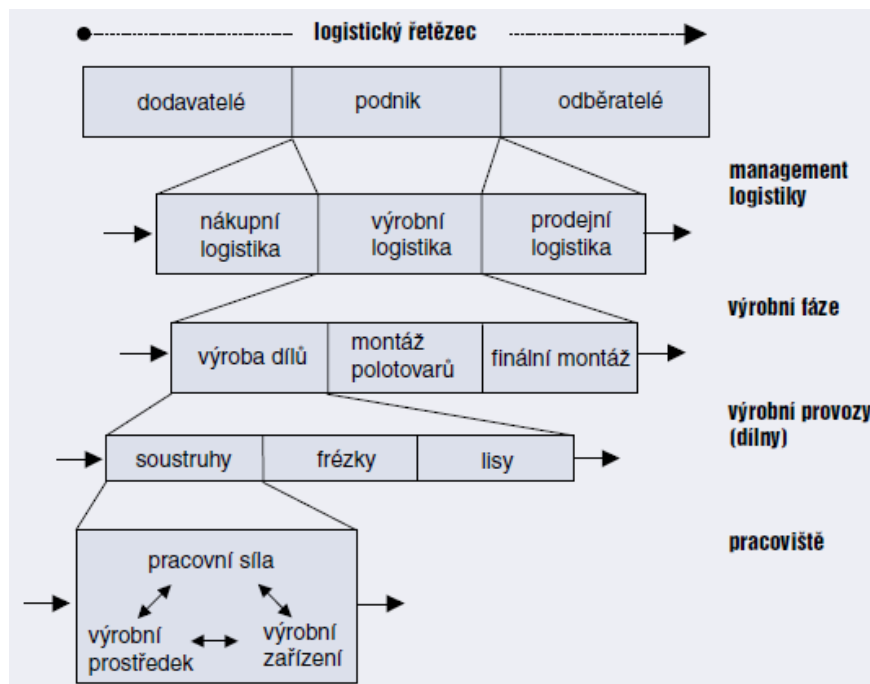 logistický řetězec
dodavatelé podnik odběratelé
management
logistiky
nákupní výrobní prodejní
logistika logistika logistika
výrobní fáze
výroba dílů montáž
polotovarů finální montáž
výrobní provozy
(dílny)
soustruhy frézky lisy
pracoviště
pracovní síla
výrobní výrobní
prostředek zařízení